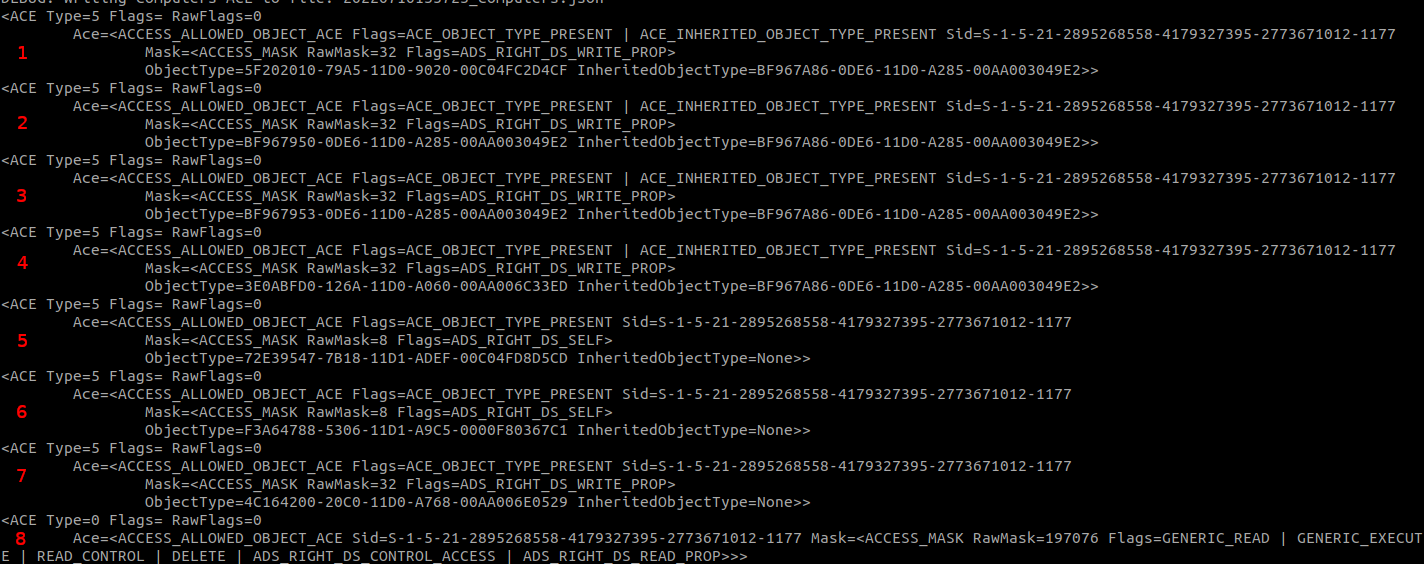 DEBUG: Writing Computers ACE to file: 20220710155725_Computers.json
<ACE Type=5 Flags= RawFlags=0
Ace=<ACCESS_ALLOWED_OBJECT_ACE Flags=ACE_OBJECT_TYPE_PRESENT | ACE_INHERITED_OBJECT_TYPE_PRESENT Sid=S-1-5-21-2895268558-4179327395-2773671012-1177
1 Mask=<ACCESS_MASK RawMask=32 Flags=ADS_RIGHT_DS_WRITE_PROP>
ObjectType=5F202010-79A5-11D0-9020-00C04FC2D4CF InheritedObjectType=BF967A86-0DE6-11D0-A285-00AA003049E2>>
<ACE Type=5 Flags= RawFlags=0
Ace=<ACCESS_ALLOWED_OBJECT_ACE Flags=ACE_OBJECT_TYPE_PRESENT | ACE_INHERITED_OBJECT_TYPE_PRESENT Sid=S-1-5-21-2895268558-4179327395-2773671012-1177
2 Mask=<ACCESS_MASK RawMask=32 Flags=ADS_RIGHT_DS_WRITE_PROP>
ObjectType=BF967950-0DE6-11D0-A285-00AA003049E2 InheritedObjectType=BF967A86-0DE6-11D0-A285-00AA003049E2>>
<ACE Type=5 Flags= RawFlags=0
Ace=<ACCESS_ALLOWED_OBJECT_ACE Flags=ACE_OBJECT_TYPE_PRESENT | ACE_INHERITED_OBJECT_TYPE_PRESENT Sid=S-1-5-21-2895268558-4179327395-2773671012-1177
3 Mask=<ACCESS_MASK RawMask=32 Flags=ADS_RIGHT_DS_WRITE_PROP>
ObjectType=BF967953-0DE6-11D0-A285-00AA003049E2 InheritedObjectType=BF967A86-0DE6-11D0-A285-00AA003049E2>>
<ACE Type=5 Flags= RawFlags=0
Ace=<ACCESS_ALLOWED_OBJECT_ACE Flags=ACE_OBJECT_TYPE_PRESENT | ACE_INHERITED_OBJECT_TYPE_PRESENT Sid=S-1-5-21-2895268558-4179327395-2773671012-1177
4 Mask=<ACCESS_MASK RawMask=32 Flags=ADS_RIGHT_DS_WRITE_PROP>
ObjectType=3E0ABFD0-126A-11D0-A060-00AA006C33ED InheritedObjectType=BF967A86-0DE6-11D0-A285-00AA003049E2>>
<ACE Type=5 Flags= RawFlags=0
Ace=<ACCESS_ALLOWED_OBJECT_ACE Flags=ACE_OBJECT_TYPE_PRESENT Sid=S-1-5-21-2895268558-4179327395-2773671012-1177
5 Mask=<ACCESS_MASK RawMask=8 Flags=ADS_RIGHT_DS_SELF>
ObjectType=72E39547-7B18-11D1-ADEF-00C04FD8D5CD InheritedObjectType=None>>
<ACE Type=5 Flags= RawFlags=0
Ace=<ACCESS_ALLOWED_OBJECT_ACE Flags=ACE_OBJECT_TYPE_PRESENT Sid=S-1-5-21-2895268558-4179327395-2773671012-1177
6 Mask=<ACCESS_MASK RawMask=8 Flags=ADS_RIGHT_DS_SELF>
ObjectType=F3A64788-5306-11D1-A9C5-0000F80367C1 InheritedObjectType=None>>
<ACE Type=5 Flags= RawFlags=0
Ace=<ACCESS_ALLOWED_OBJECT_ACE Flags=ACE_OBJECT_TYPE_PRESENT Sid=S-1-5-21-2895268558-4179327395-2773671012-1177
7 Mask=<ACCESS_MASK RawMask=32 Flags=ADS_RIGHT_DS_WRITE_PROP>
ObjectType=4C164200-20C0-11D0-A768-00AA006E0529 InheritedObjectType=None>>
<ACE Type=0 Flags= RawFlags=0
8 Ace=<ACCESS_ALLOWED_OBJECT_ACE Sid=S-1-5-21-2895268558-4179327395-2773671012-1177 Mask=<ACCESS_MASK RawMask=197076 Flags=GENERIC_READ | GENERIC_EXECUT
E | READ_CONTROL | DELETE | ADS_RIGHT_DS_CONTROL_ACCESS | ADS_RIGHT_DS_READ_PROP>>>